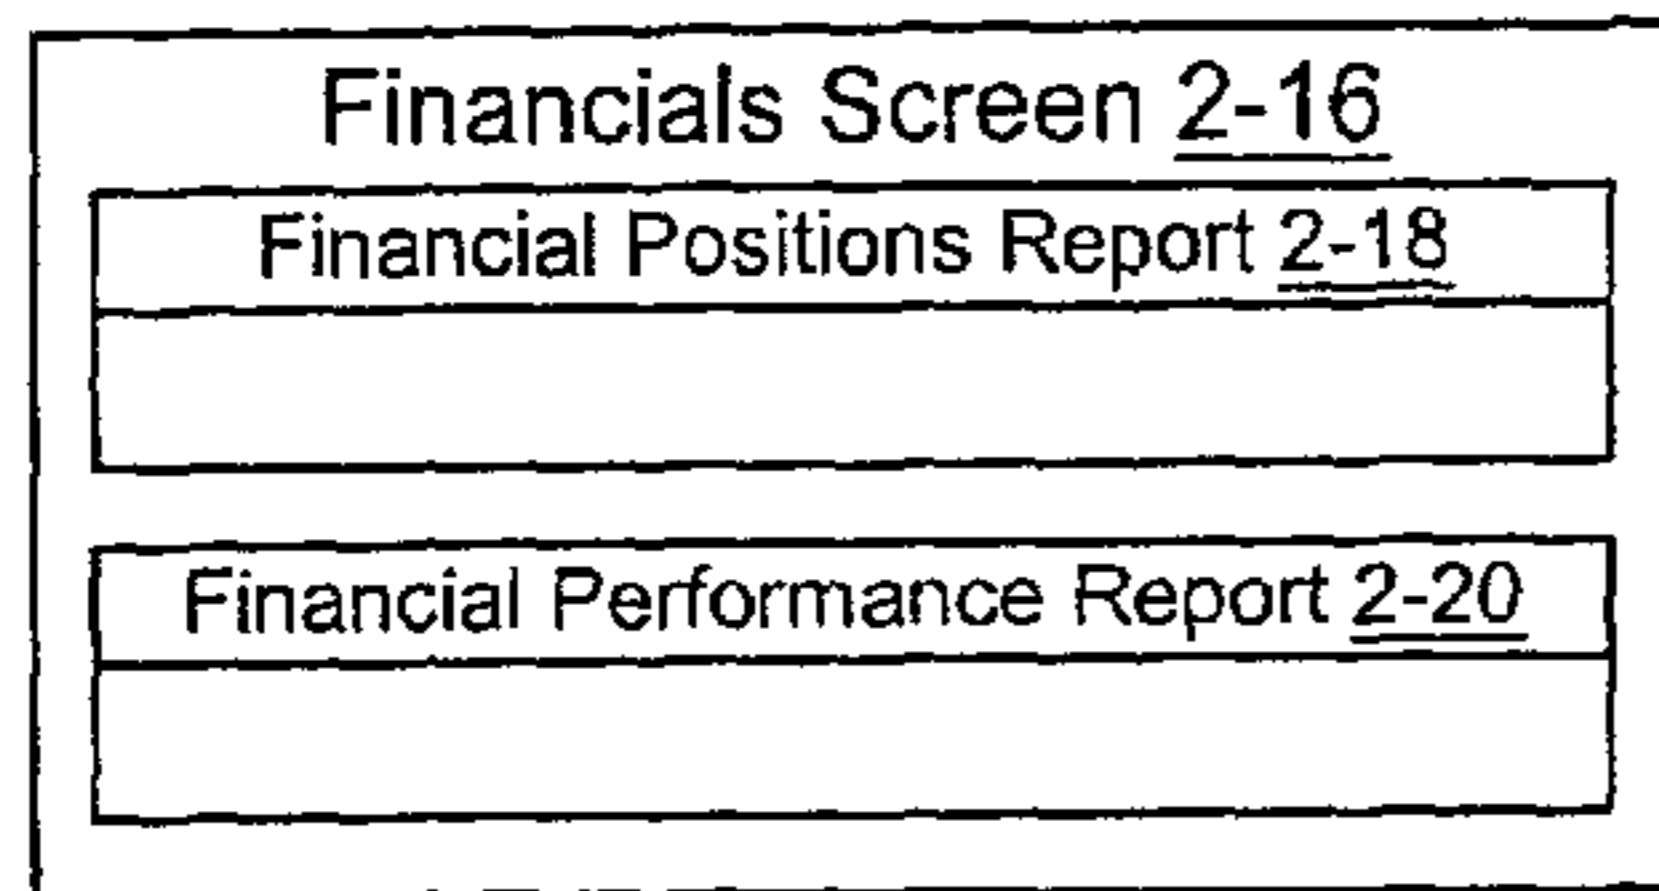 Financials Screen 2-16
Financial Positions Report 2-18
Financial Performance Report 2-20